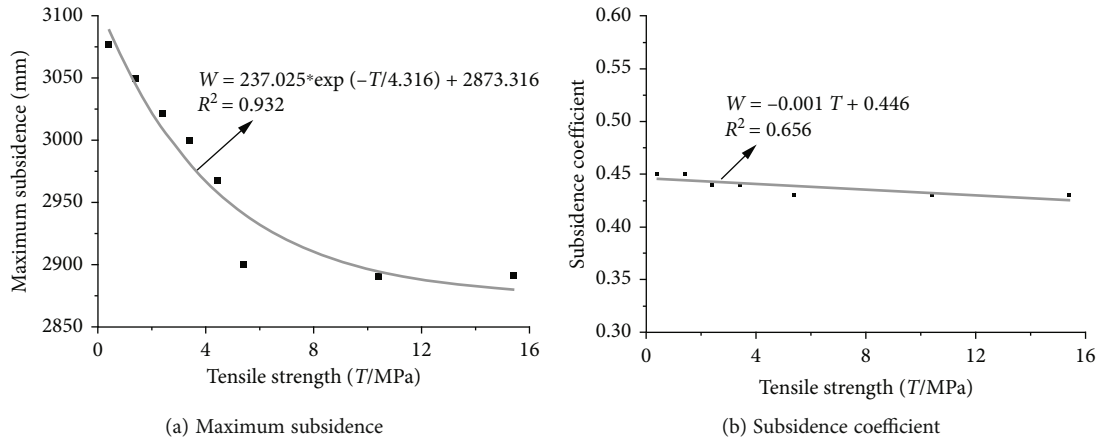 3100
3050
3000
2950
2900
2850
Maximum subsidence (mm)
W = 237.025*exp (–T/4.316) + 2873.316
R² = 0.932
0 4 8 12 16
Tensile strength (T/MPa)
(a) Maximum subsidence
0.60
0.55
0.50
0.45
0.40
0.35
0.30
Subsidence coefficient
W = –0.001 T + 0.446
R² = 0.656
0 4 8 12 16
Tensile strength (T/MPa)
(b) Subsidence coefficient